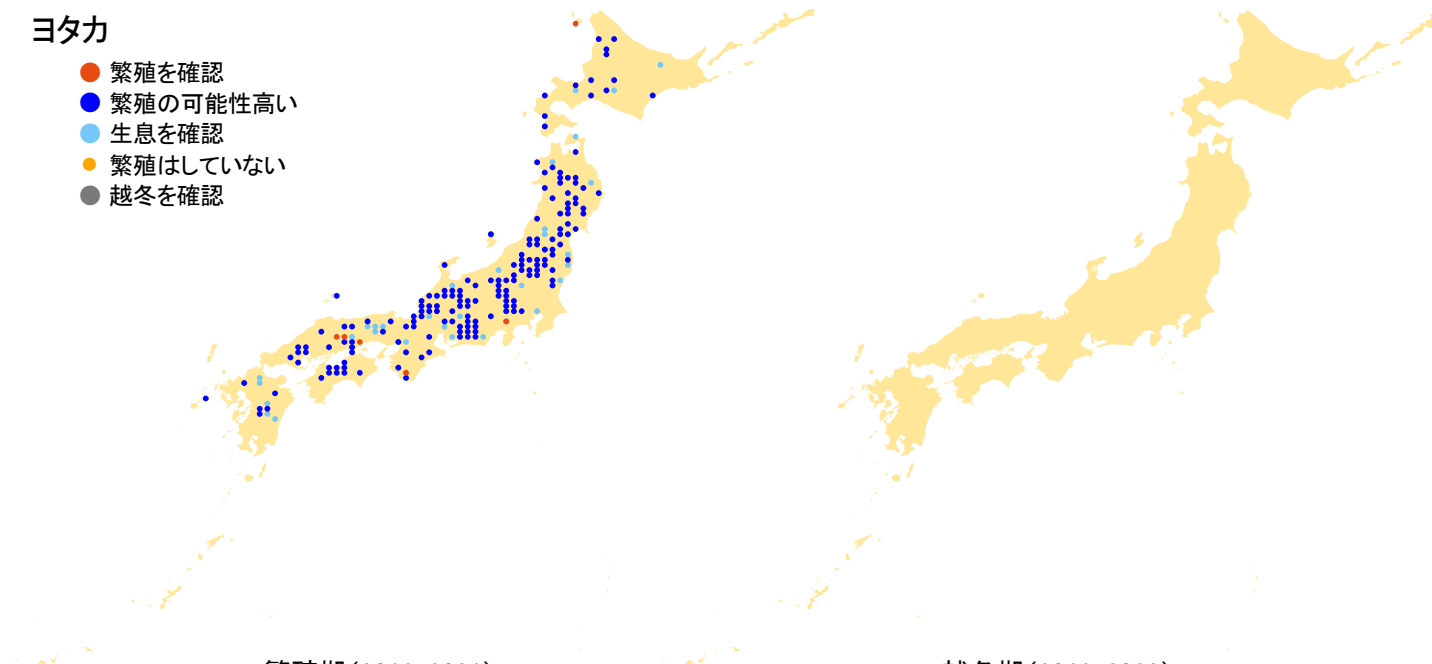 ヨタカ
繁殖を確認
繁殖の可能性高い
生息を確認
繁殖はしていない
越冬を確認